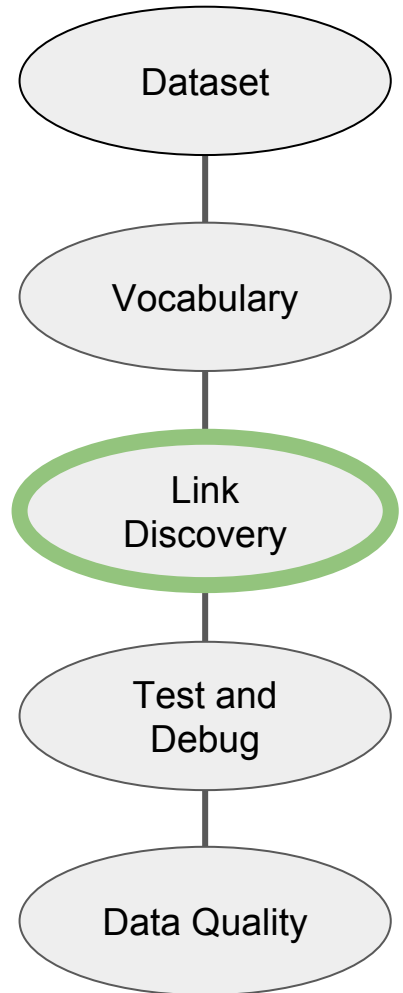 Dataset
Vocabulary
Link
Discovery
Test and
Debug
Data Quality